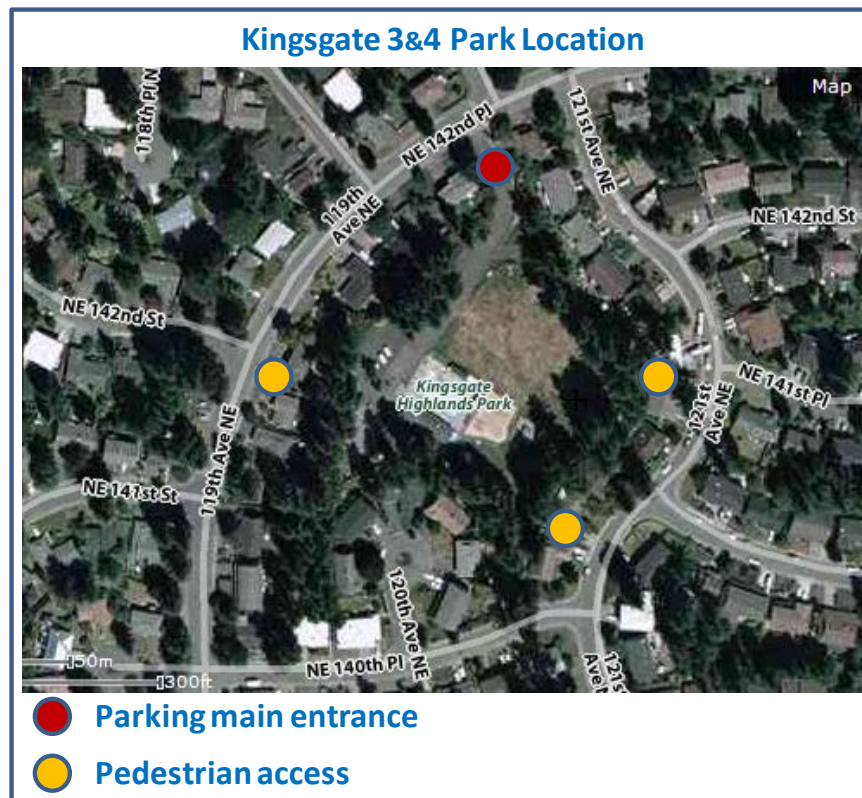 Kingsgate 3&4 Park Location
Map
118th Pl N
NE 142nd Pl
121st Ave NE
119th
Ave NE
NE 142nd St
NE 142nd St
Kingsgate
Highlands Park
121st
Ave NE
NE 141st Pl
119th Ave NE
NE 141st St
120th Ave NE
50m
NE 140th Pl
121st
Ave N
300ft
Parking main entrance
Pedestrian access